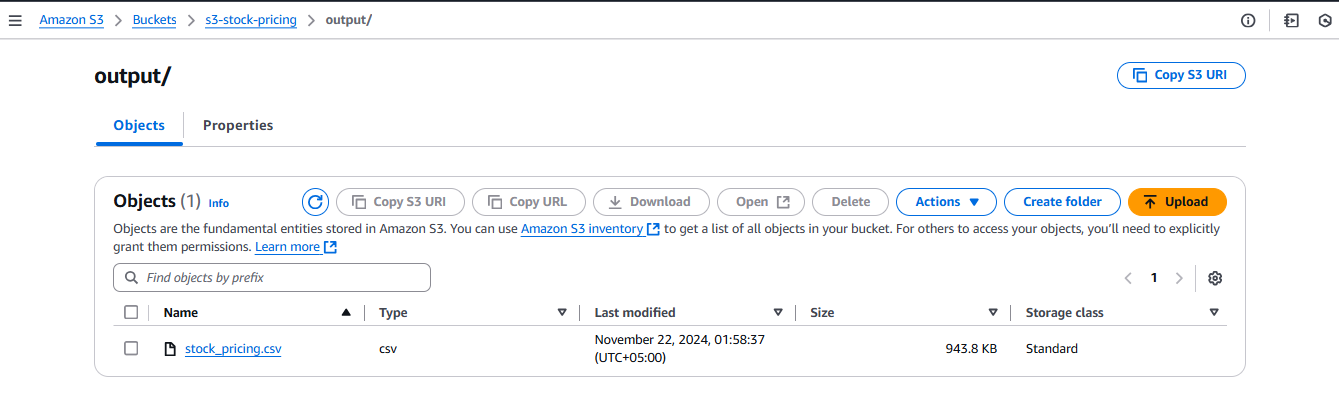 Amazon S3 > Buckets > s3-stock-pricing > output/
output/
Copy S3 URI
Objects Properties
Objects (1) Info Copy S3 URI Copy URL Download Open Delete Actions Create folder Upload
Objects are the fundamental entities stored in Amazon S3. You can use Amazon S3 inventory to get a list of all objects in your bucket. For others to access your objects, you’ll need to explicitly
grant them permissions. Learn more
Find objects by prefix
1
Name Type Last modified Size Storage class
stock_pricing.csv csv November 22, 2024, 01:58:37 943.8 KB Standard
(UTC+05:00)